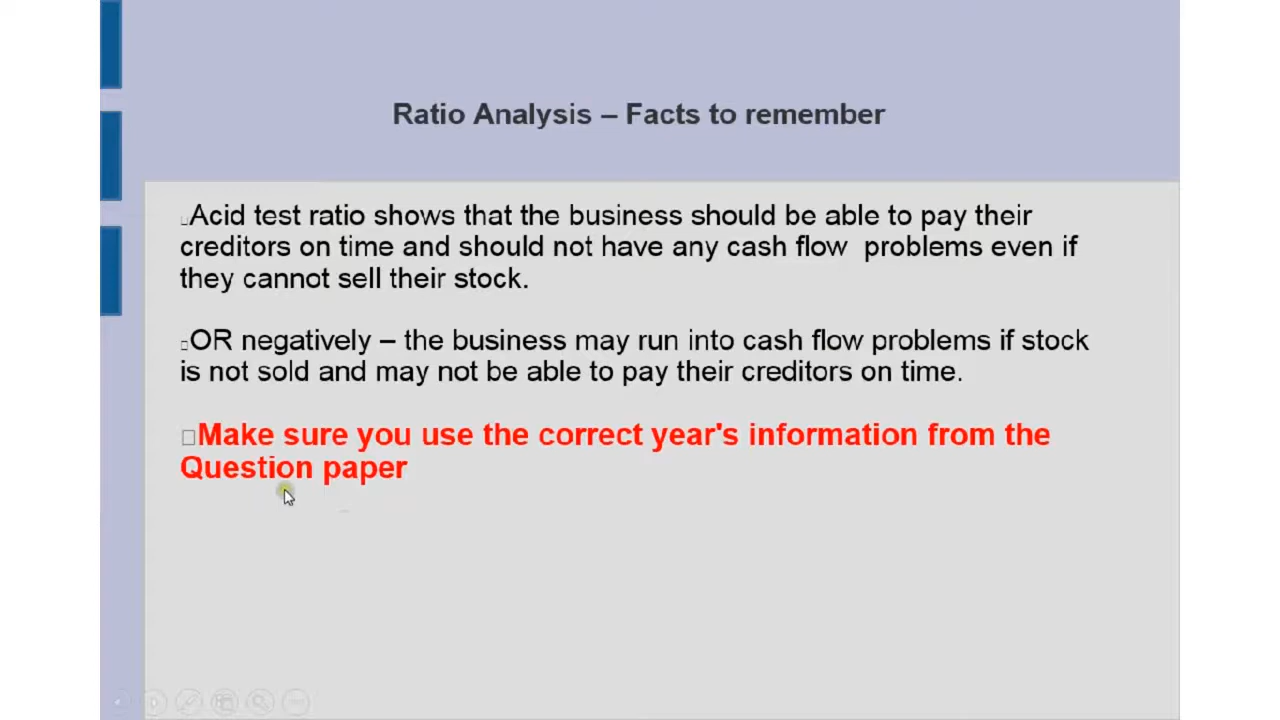 Ratio Analysis – Facts to remember
Acid test ratio shows that the business should be able to pay their
creditors on time and should not have any cash flow  problems even if
they cannot sell their stock.
OR negatively – the business may run into cash flow problems if stock
is not sold and may not be able to pay their creditors on time.
Make sure you use the correct year's information from the
Question paper